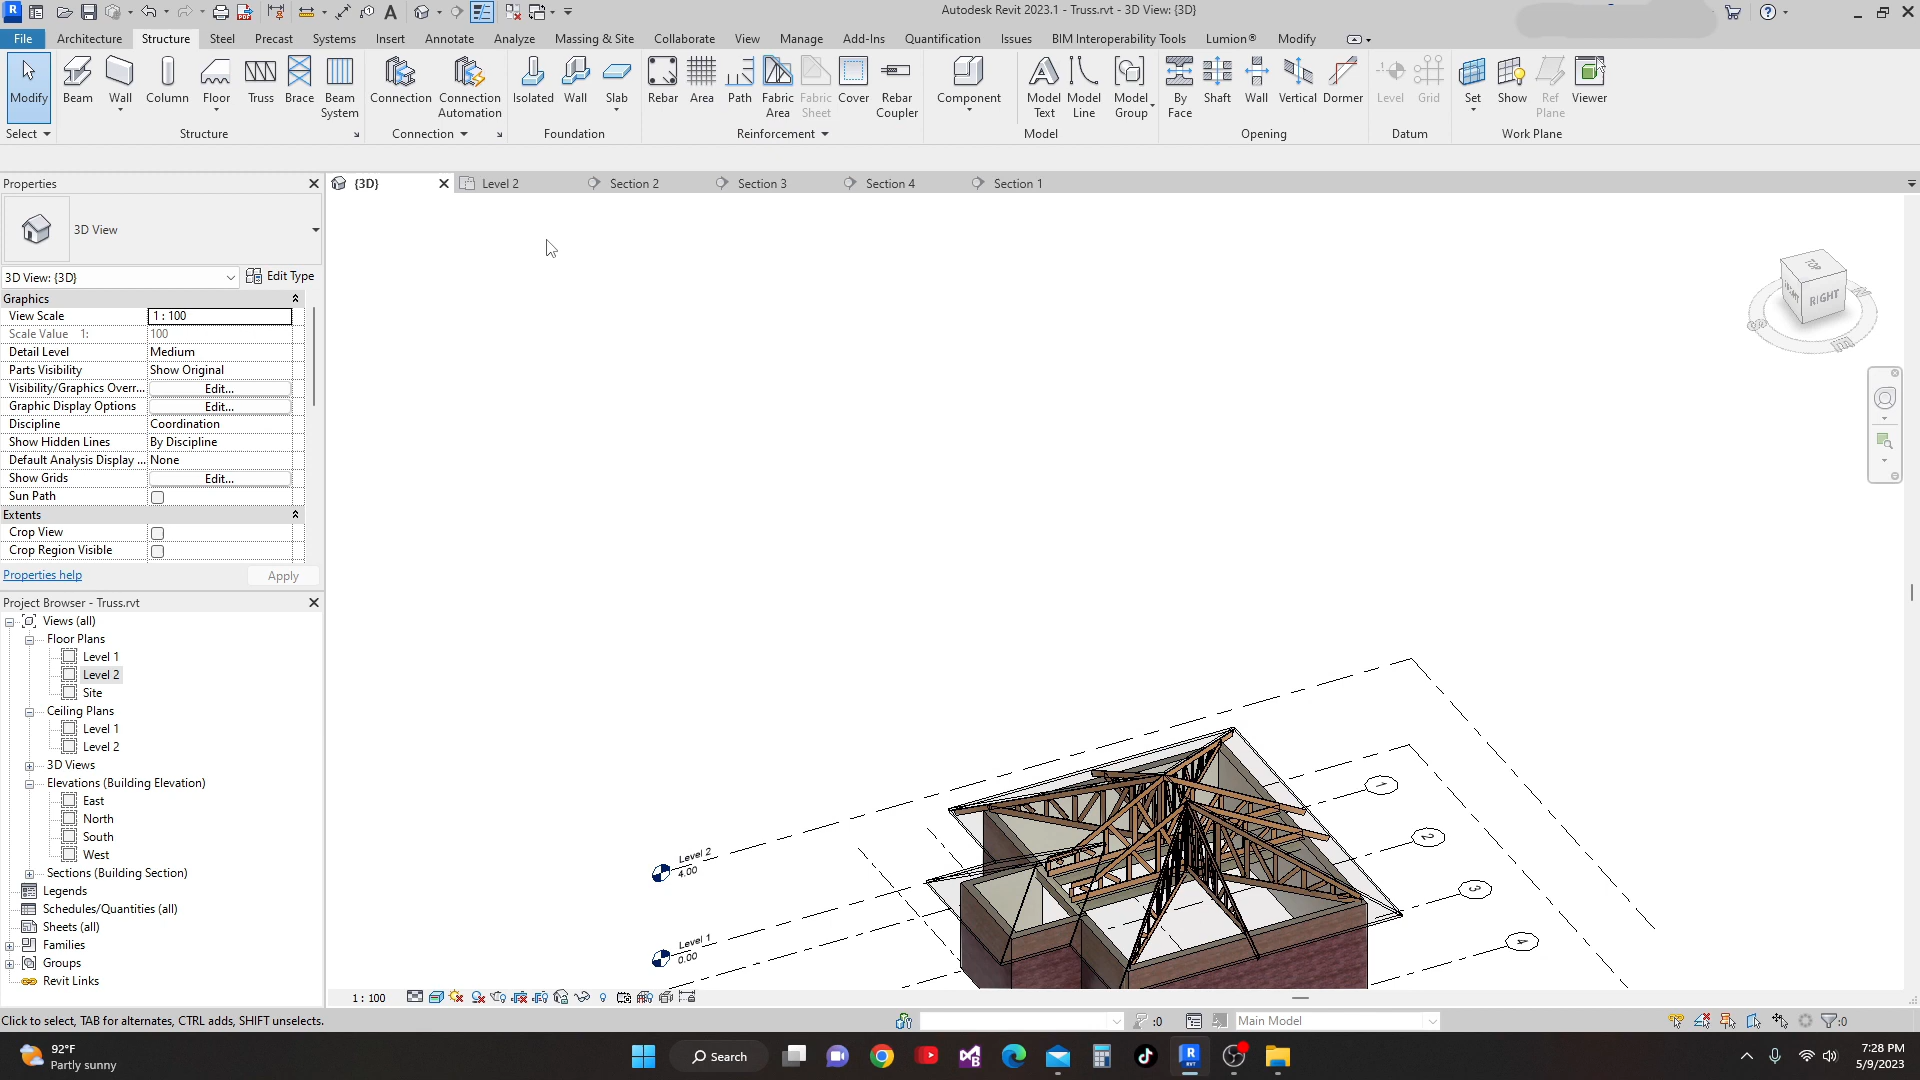 Autodesk Revit 2023.1 - Truss.rvt - 3D View: {3D}
File Architecture Structure Steel Precast Systems Insert Annotate Analyze Massing & Site Collaborate View Manage Add-Ins Quantification Issues BIM Interoperability Tools Lumion® Modify
Modify Beam Wall Column Floor Truss Brace Beam System Connection Connection Automation Isolated Wall Slab Rebar Area Path Fabric Area Fabric Sheet Cover Rebar Coupler Component Model Text Model Line Model Group By Face Shaft Wall Vertical Dormer Level Grid Set Show Ref Plane Viewer
Select Structure Connection Foundation Reinforcement Model Opening Datum Work Plane
Properties
{3D} Level 2 Section 2 Section 3 Section 4 Section 1
3D View
3D View: {3D} Edit Type
Graphics
View Scale 1 : 100
Scale Value 1: 100
Detail Level Medium
Parts Visibility Show Original
Visibility/Graphics Overr... Edit...
Graphic Display Options Edit...
Discipline Coordination
Show Hidden Lines By Discipline
Default Analysis Display ... None
Show Grids Edit...
Sun Path
Extents
Crop View
Crop Region Visible
Properties help Apply
Project Browser - Truss.rvt
Views (all)
Floor Plans
Level 1
Level 2
Site
Ceiling Plans
Level 1
Level 2
3D Views
Elevations (Building Elevation)
East
North
South
West
Sections (Building Section)
Legends
Schedules/Quantities (all)
Sheets (all)
Families
Groups
Revit Links
TOP
RIGHT
Level 2
4.00
Level 1
0.00
1
2
3
4
1 : 100
Click to select, TAB for alternates, CTRL adds, SHIFT unselects.
:0
Main Model
:0
92°F
Partly sunny
Search
7:28 PM
5/9/2023